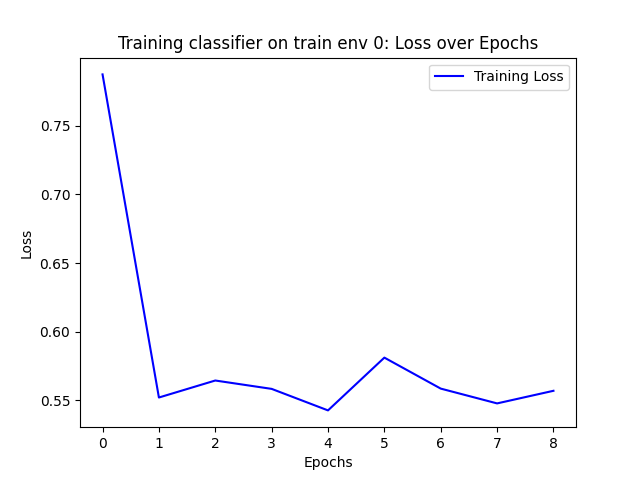 Training classifier on train env 0: Loss over Epochs
Training Loss
0.75
0.70
0.65
0.60
0.55
Loss
0 1 2 3 4 5 6 7 8
Epochs